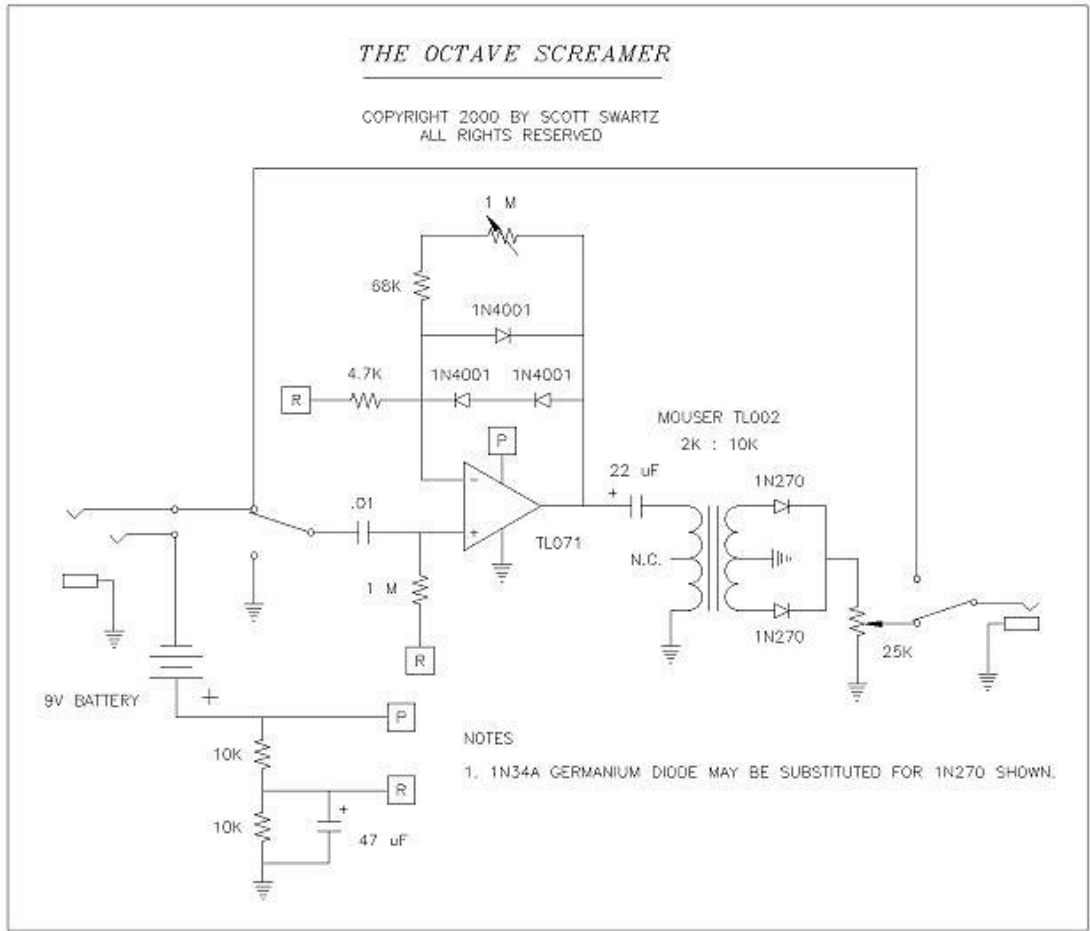 THE OCTAVE SCREAMER
COPYRIGHT 2000 BY SCOTT SWARTZ
ALL RIGHTS RESERVED
1 M
68K
1N4001
4.7K
1N4001
1N4001
R
P
MOUSER TL002
2K : 10K
22 uF
+
1N270
.01
-
+
TL071
N.C.
1 M
1N270
25K
R
9V BATTERY
+
P
10K
R
10K
+
47 uF
NOTES
1. 1N34A GERMANIUM DIODE MAY BE SUBSTITUTED FOR 1N270 SHOWN.